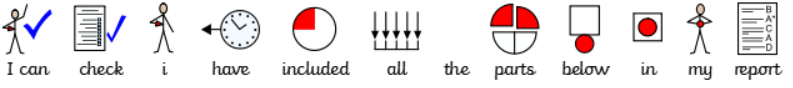 I can check i have included all the parts below in my report